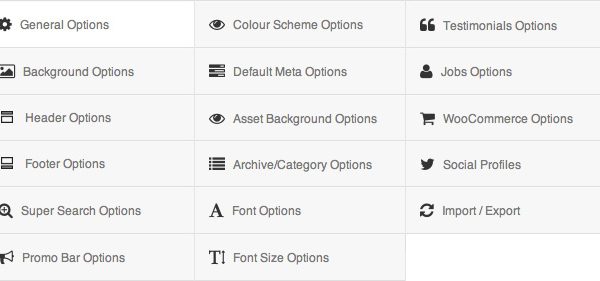 General Options
Background Options
Header Options
Footer Options
Super Search Options
Promo Bar Options
Colour Scheme Options
Default Meta Options
Asset Background Options
Archive/Category Options
Font Options
Font Size Options
Testimonials Options
Jobs Options
WooCommerce Options
Social Profiles
Import / Export